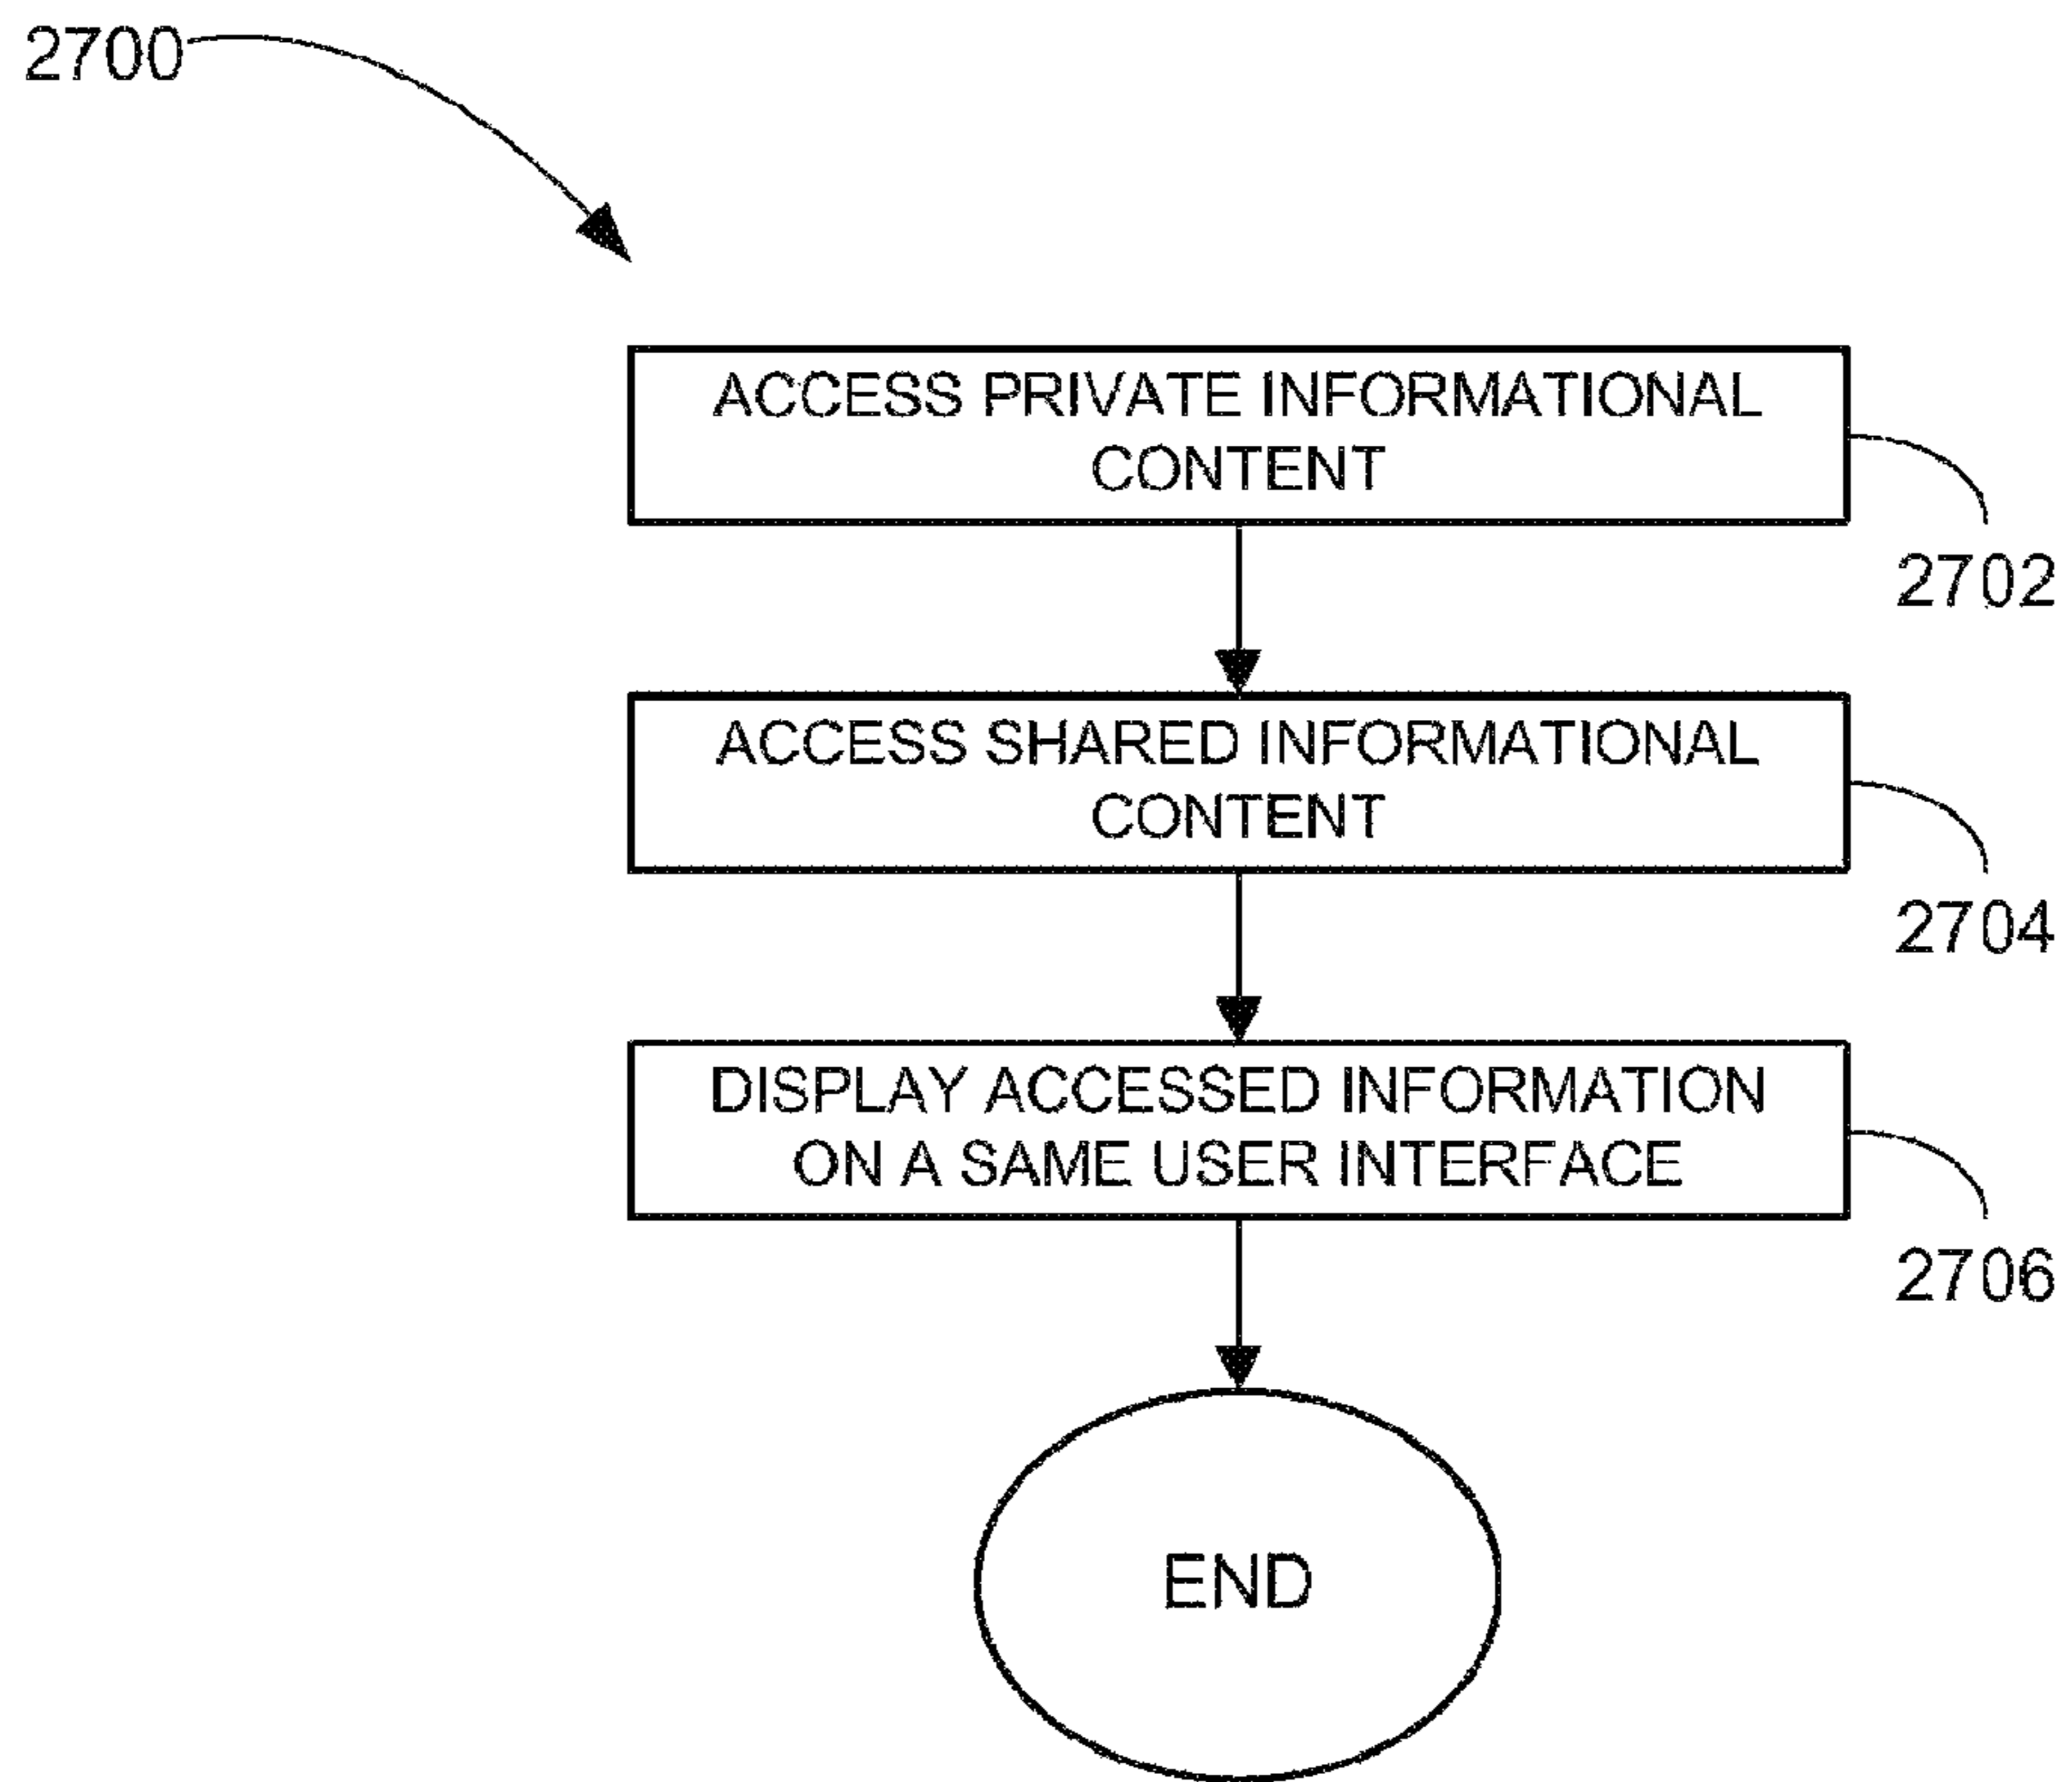 2700
ACCESS PRIVATE INFORMATIONAL
CONTENT
2702
ACCESS SHARED INFORMATIONAL
CONTENT
2704
DISPLAY ACCESSED INFORMATION
ON A SAME USER INTERFACE
2706
END